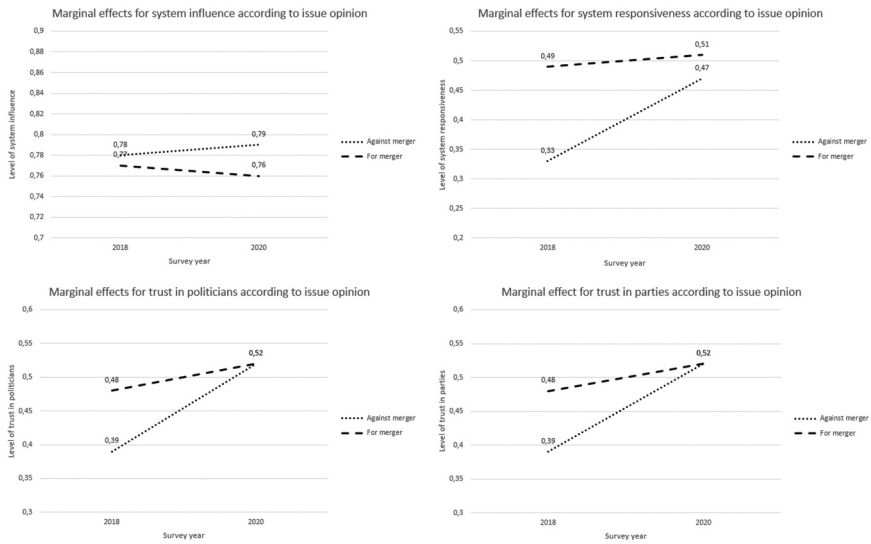 Marginal effects for system influence according to issue opinion
0,9
0,88
0,86
0,84
0,82
0,8
0,78
0,76
0,74
0,72
0,7
Level of system influence
0,78
0,77
0,79
0,76
2018
2020
Survey year
Against merger
For merger
Marginal effects for system responsiveness according to issue opinion
0,55
0,5
0,45
0,4
0,35
0,3
0,25
0,2
Level of system responsiveness
0,49
0,33
0,51
0,47
2018
2020
Survey year
Against merger
For merger
Marginal effects for trust in politicians according to issue opinion
0,6
0,55
0,5
0,45
0,4
0,35
0,3
Level of trust in politicians
0,48
0,39
0,52
2018
2020
Survey year
Against merger
For merger
Marginal effect for trust in parties according to issue opinion
0,6
0,55
0,5
0,45
0,4
0,35
0,3
Level of trust in parties
0,48
0,39
0,52
2018
2020
Survey year
Against merger
For merger